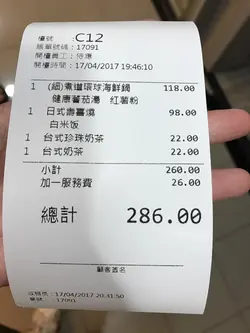 檯號 : C12
賬單號碼 : 17091
開檯員工 : 侍應
開檯時間 : 17/04/2017 19:46:10
1 (細)煮道環球海鮮鍋 118.00
健康蕃茄湯 紅薯粉
1 日式壽喜燒 98.00
白米飯
1 台式珍珠奶茶 22.00
1 台式奶茶 22.00
小計 260.00
加一服務費 26.00
總計 286.00
顧客簽名
17/04/2017 20:31:50
17091